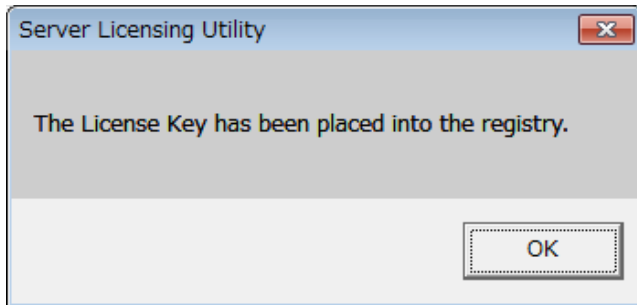 Server Licensing Utility
The License Key has been placed into the registry.
OK